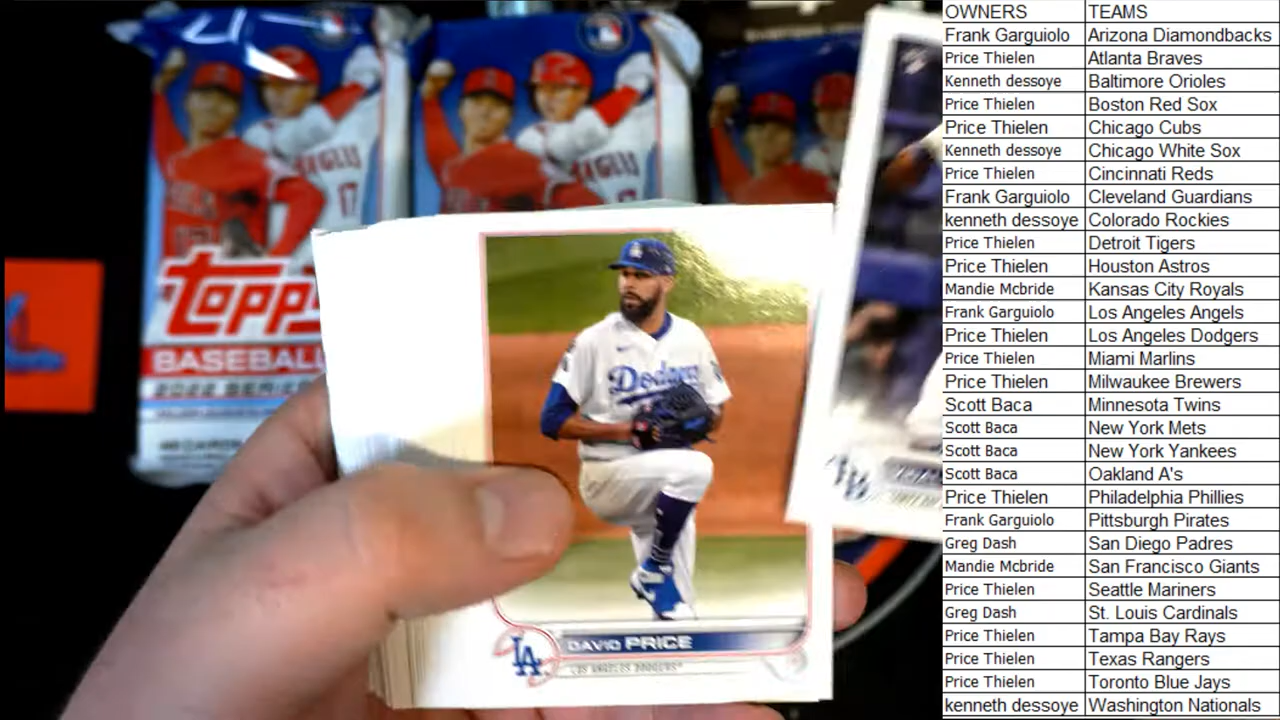 OWNERS TEAMS
Frank Garguiolo Arizona Diamondbacks
Price Thielen Atlanta Braves
Kenneth dessoye Baltimore Orioles
Price Thielen Boston Red Sox
Price Thielen Chicago Cubs
Kenneth dessoye Chicago White Sox
Price Thielen Cincinnati Reds
Frank Garguiolo Cleveland Guardians
kenneth dessoye Colorado Rockies
Price Thielen Detroit Tigers
Price Thielen Houston Astros
Mandie Mcbride Kansas City Royals
Frank Garguiolo Los Angeles Angels
Price Thielen Los Angeles Dodgers
Price Thielen Miami Marlins
Price Thielen Milwaukee Brewers
Scott Baca Minnesota Twins
Scott Baca New York Mets
Scott Baca New York Yankees
Scott Baca Oakland A's
Price Thielen Philadelphia Phillies
Frank Garguiolo Pittsburgh Pirates
Greg Dash San Diego Padres
Mandie Mcbride San Francisco Giants
Price Thielen Seattle Mariners
Greg Dash St. Louis Cardinals
Price Thielen Tampa Bay Rays
Price Thielen Texas Rangers
Price Thielen Toronto Blue Jays
kenneth dessoye Washington Nationals
17
Topps
BASEBALL
2022 SERIES
Dodgers
LA DAVID PRICE
LOS ANGELES DODGERS
TB